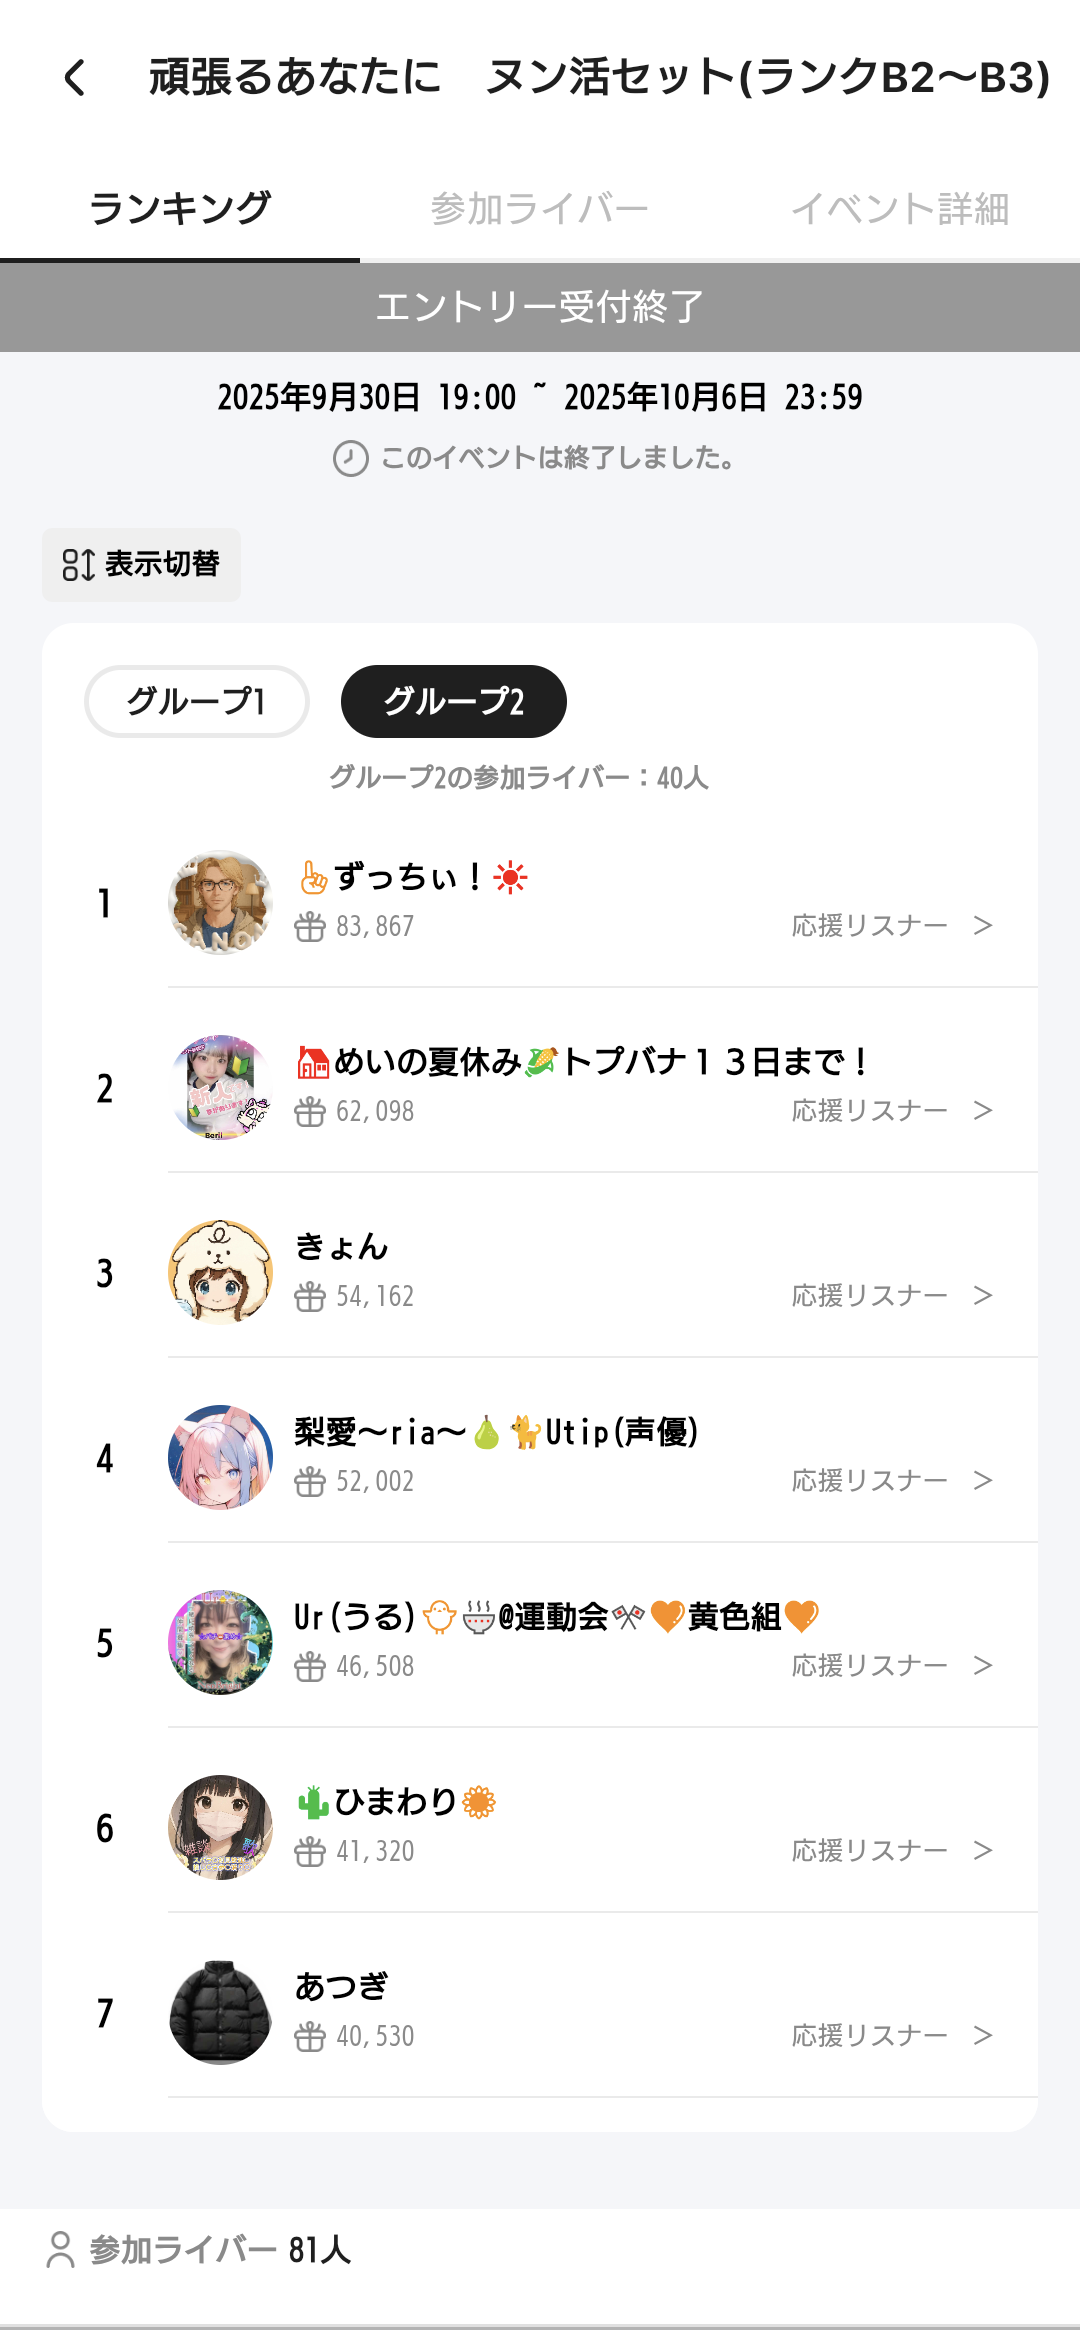 頑張るあなたに　ヌン活セット(ランクB2〜B3)
ランキング 参加ライバー イベント詳細
エントリー受付終了
2025年9月30日 19:00 ~ 2025年10月6日 23:59
このイベントは終了しました。
表示切替
グループ1 グループ2
グループ2の参加ライバー：40人
1 ☝ずっちぃ！☀
83,867 応援リスナー >
2 🏠めいの夏休み🌽トプバナ１３日まで！
62,098 応援リスナー >
3 きょん
54,162 応援リスナー >
4 梨愛〜ria〜🍐🐈Utip(声優)
52,002 応援リスナー >
5 Ur(うる)🐤🍜@運動会🎌🧡黄色組🧡
46,508 応援リスナー >
6 🌵ひまわり🌻
41,320 応援リスナー >
7 あつぎ
40,530 応援リスナー >
参加ライバー 81人